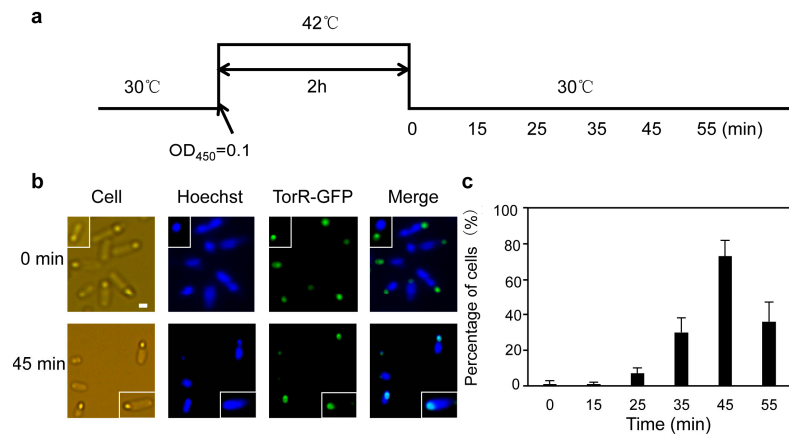 a
42℃
30℃
2h
30℃
OD450=0.1
0 15 25 35 45 55 (min)
b
Cell Hoechst TorR-GFP Merge
0 min
45 min
c
Percentage of cells (%)
100
80
60
40
20
0
0 15 25 35 45 55
Time (min)